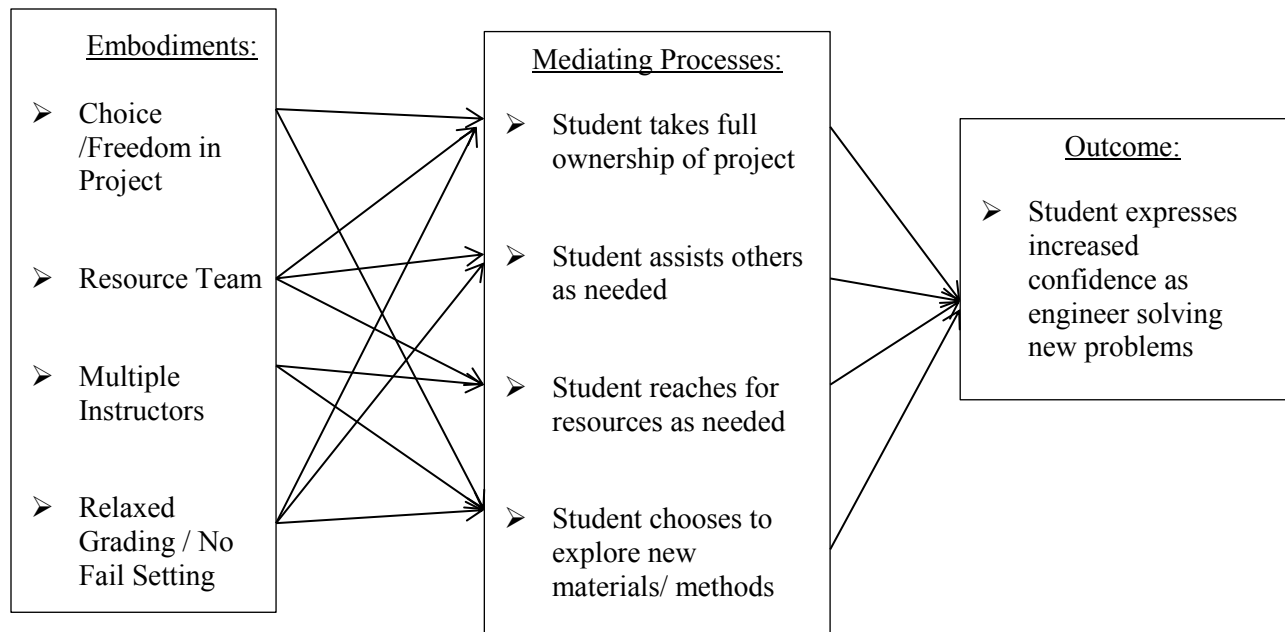 Embodiments:
➢ Choice
/Freedom in
Project
➢ Resource Team
➢ Multiple
Instructors
➢ Relaxed
Grading / No
Fail Setting
Mediating Processes:
➢ Student takes full
ownership of project
➢ Student assists others
as needed
➢ Student reaches for
resources as needed
➢ Student chooses to
explore new
materials/ methods
Outcome:
➢ Student expresses
increased
confidence as
engineer solving
new problems